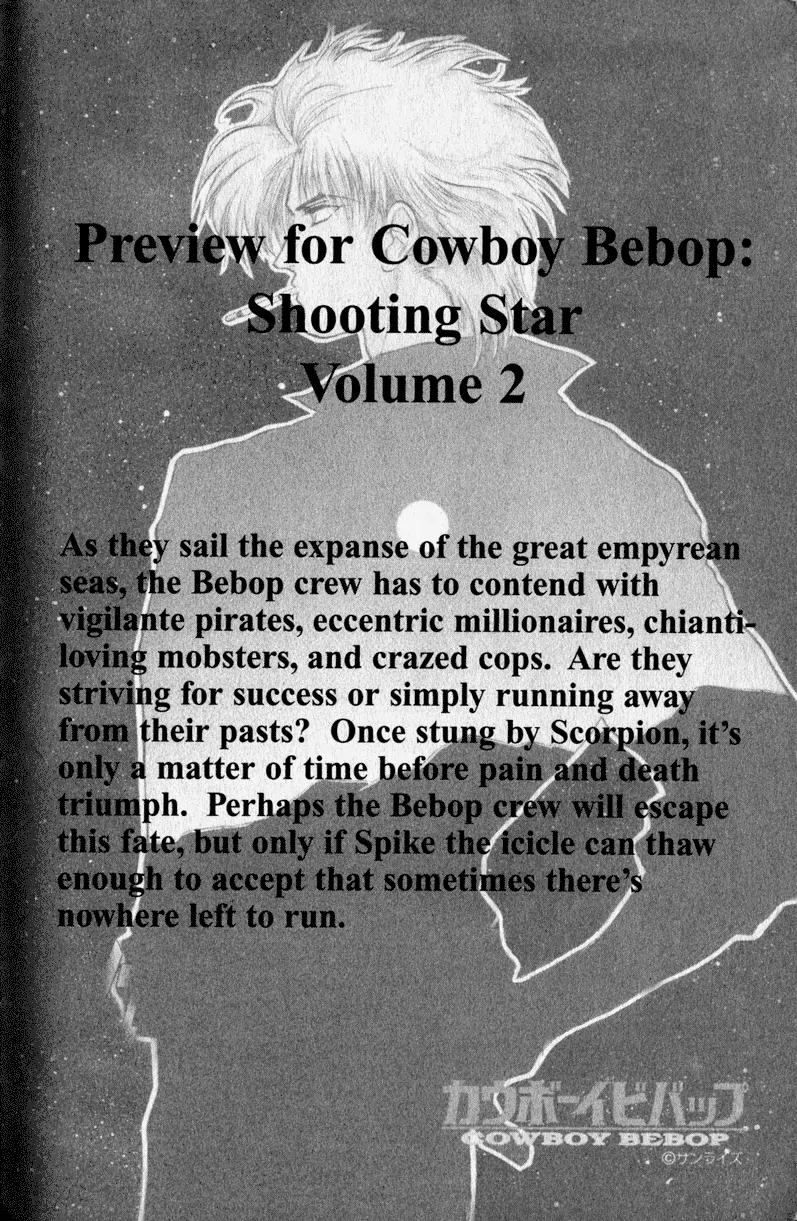 Preview for Cowboy Bebop:
Shooting Star
Volume 2
As they sail the expanse of the great empyrean
seas, the Bebop crew has to contend with
vigilante pirates, eccentric millionaires, chianti-
loving mobsters, and crazed cops.  Are they
striving for success or simply running away
from their pasts?  Once stung by Scorpion, it's
only a matter of time before pain and death
triumph.  Perhaps the Bebop crew will escape
this fate, but only if Spike the icicle can thaw
enough to accept that sometimes there's
nowhere left to run.
カウボーイビバップ
COWBOY BEBOP
©サンライズ